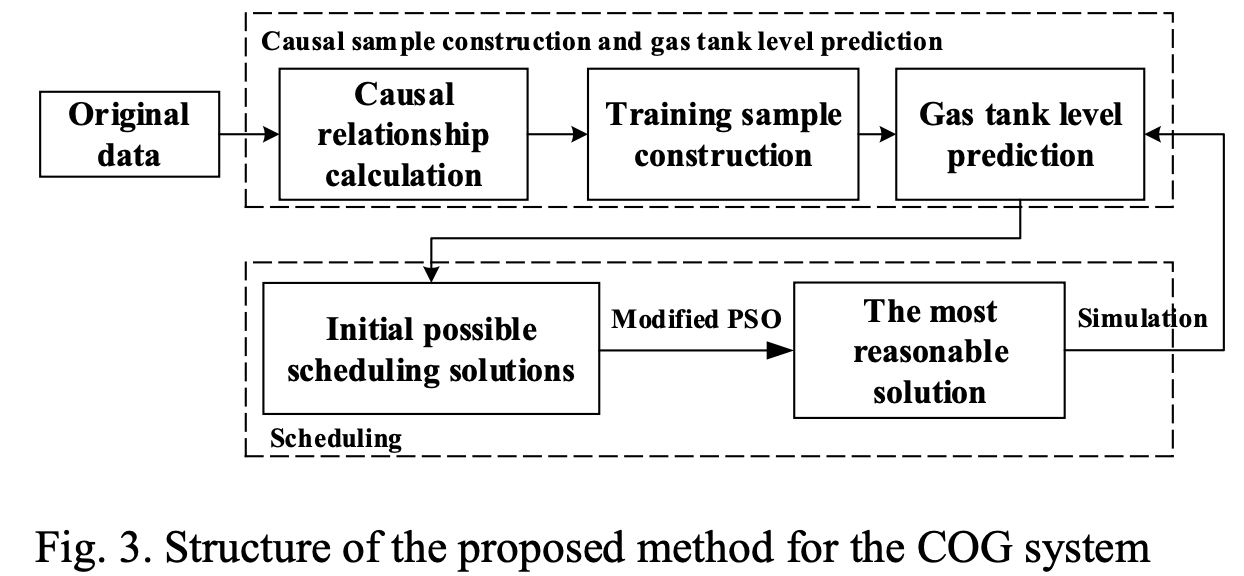 Causal sample construction and gas tank level prediction
Original
data
Causal
relationship
calculation
Training sample
construction
Gas tank level
prediction
Initial possible
scheduling solutions
Modified PSO
The most
reasonable
solution
Simulation
Scheduling
Fig. 3. Structure of the proposed method for the COG system